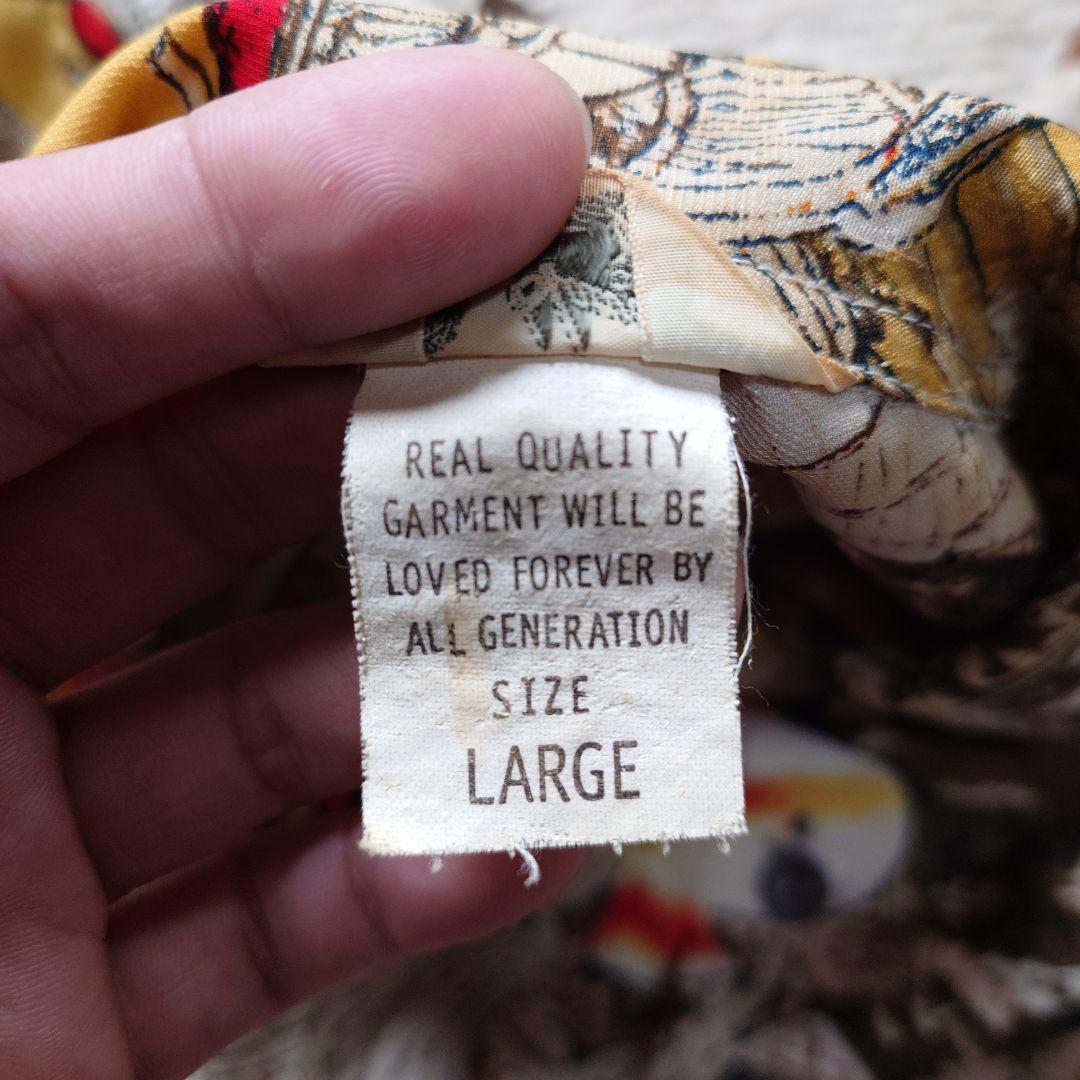 REAL QUALITY
GARMENT WILL BE
LOVED FOREVER BY
ALL GENERATION
SIZE
LARGE